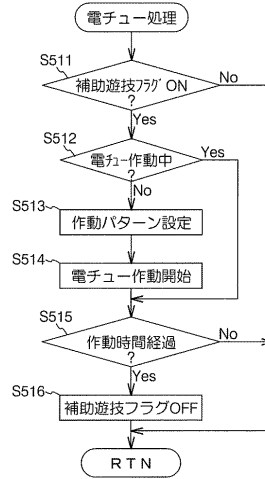 電チュー処理
S511
補助遊技ﾌﾗｸﾞON
?
No
Yes
S512
電ﾁｭｰ作動中
?
Yes
No
S513
作動パターン設定
S514
電チュー作動開始
S515
作動時間経過
?
No
Yes
S516
補助遊技フラグOFF
RTN